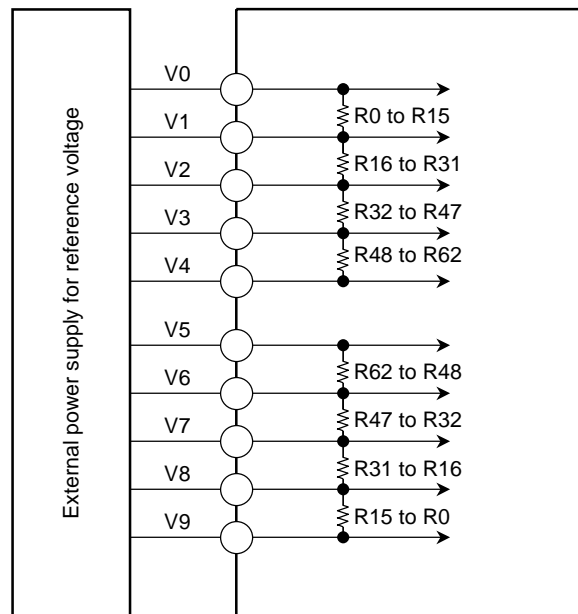 External power supply for reference voltage
V0
R0 to R15
V1
R16 to R31
V2
R32 to R47
V3
R48 to R62
V4
V5
R62 to R48
V6
R47 to R32
V7
R31 to R16
V8
R15 to R0
V9